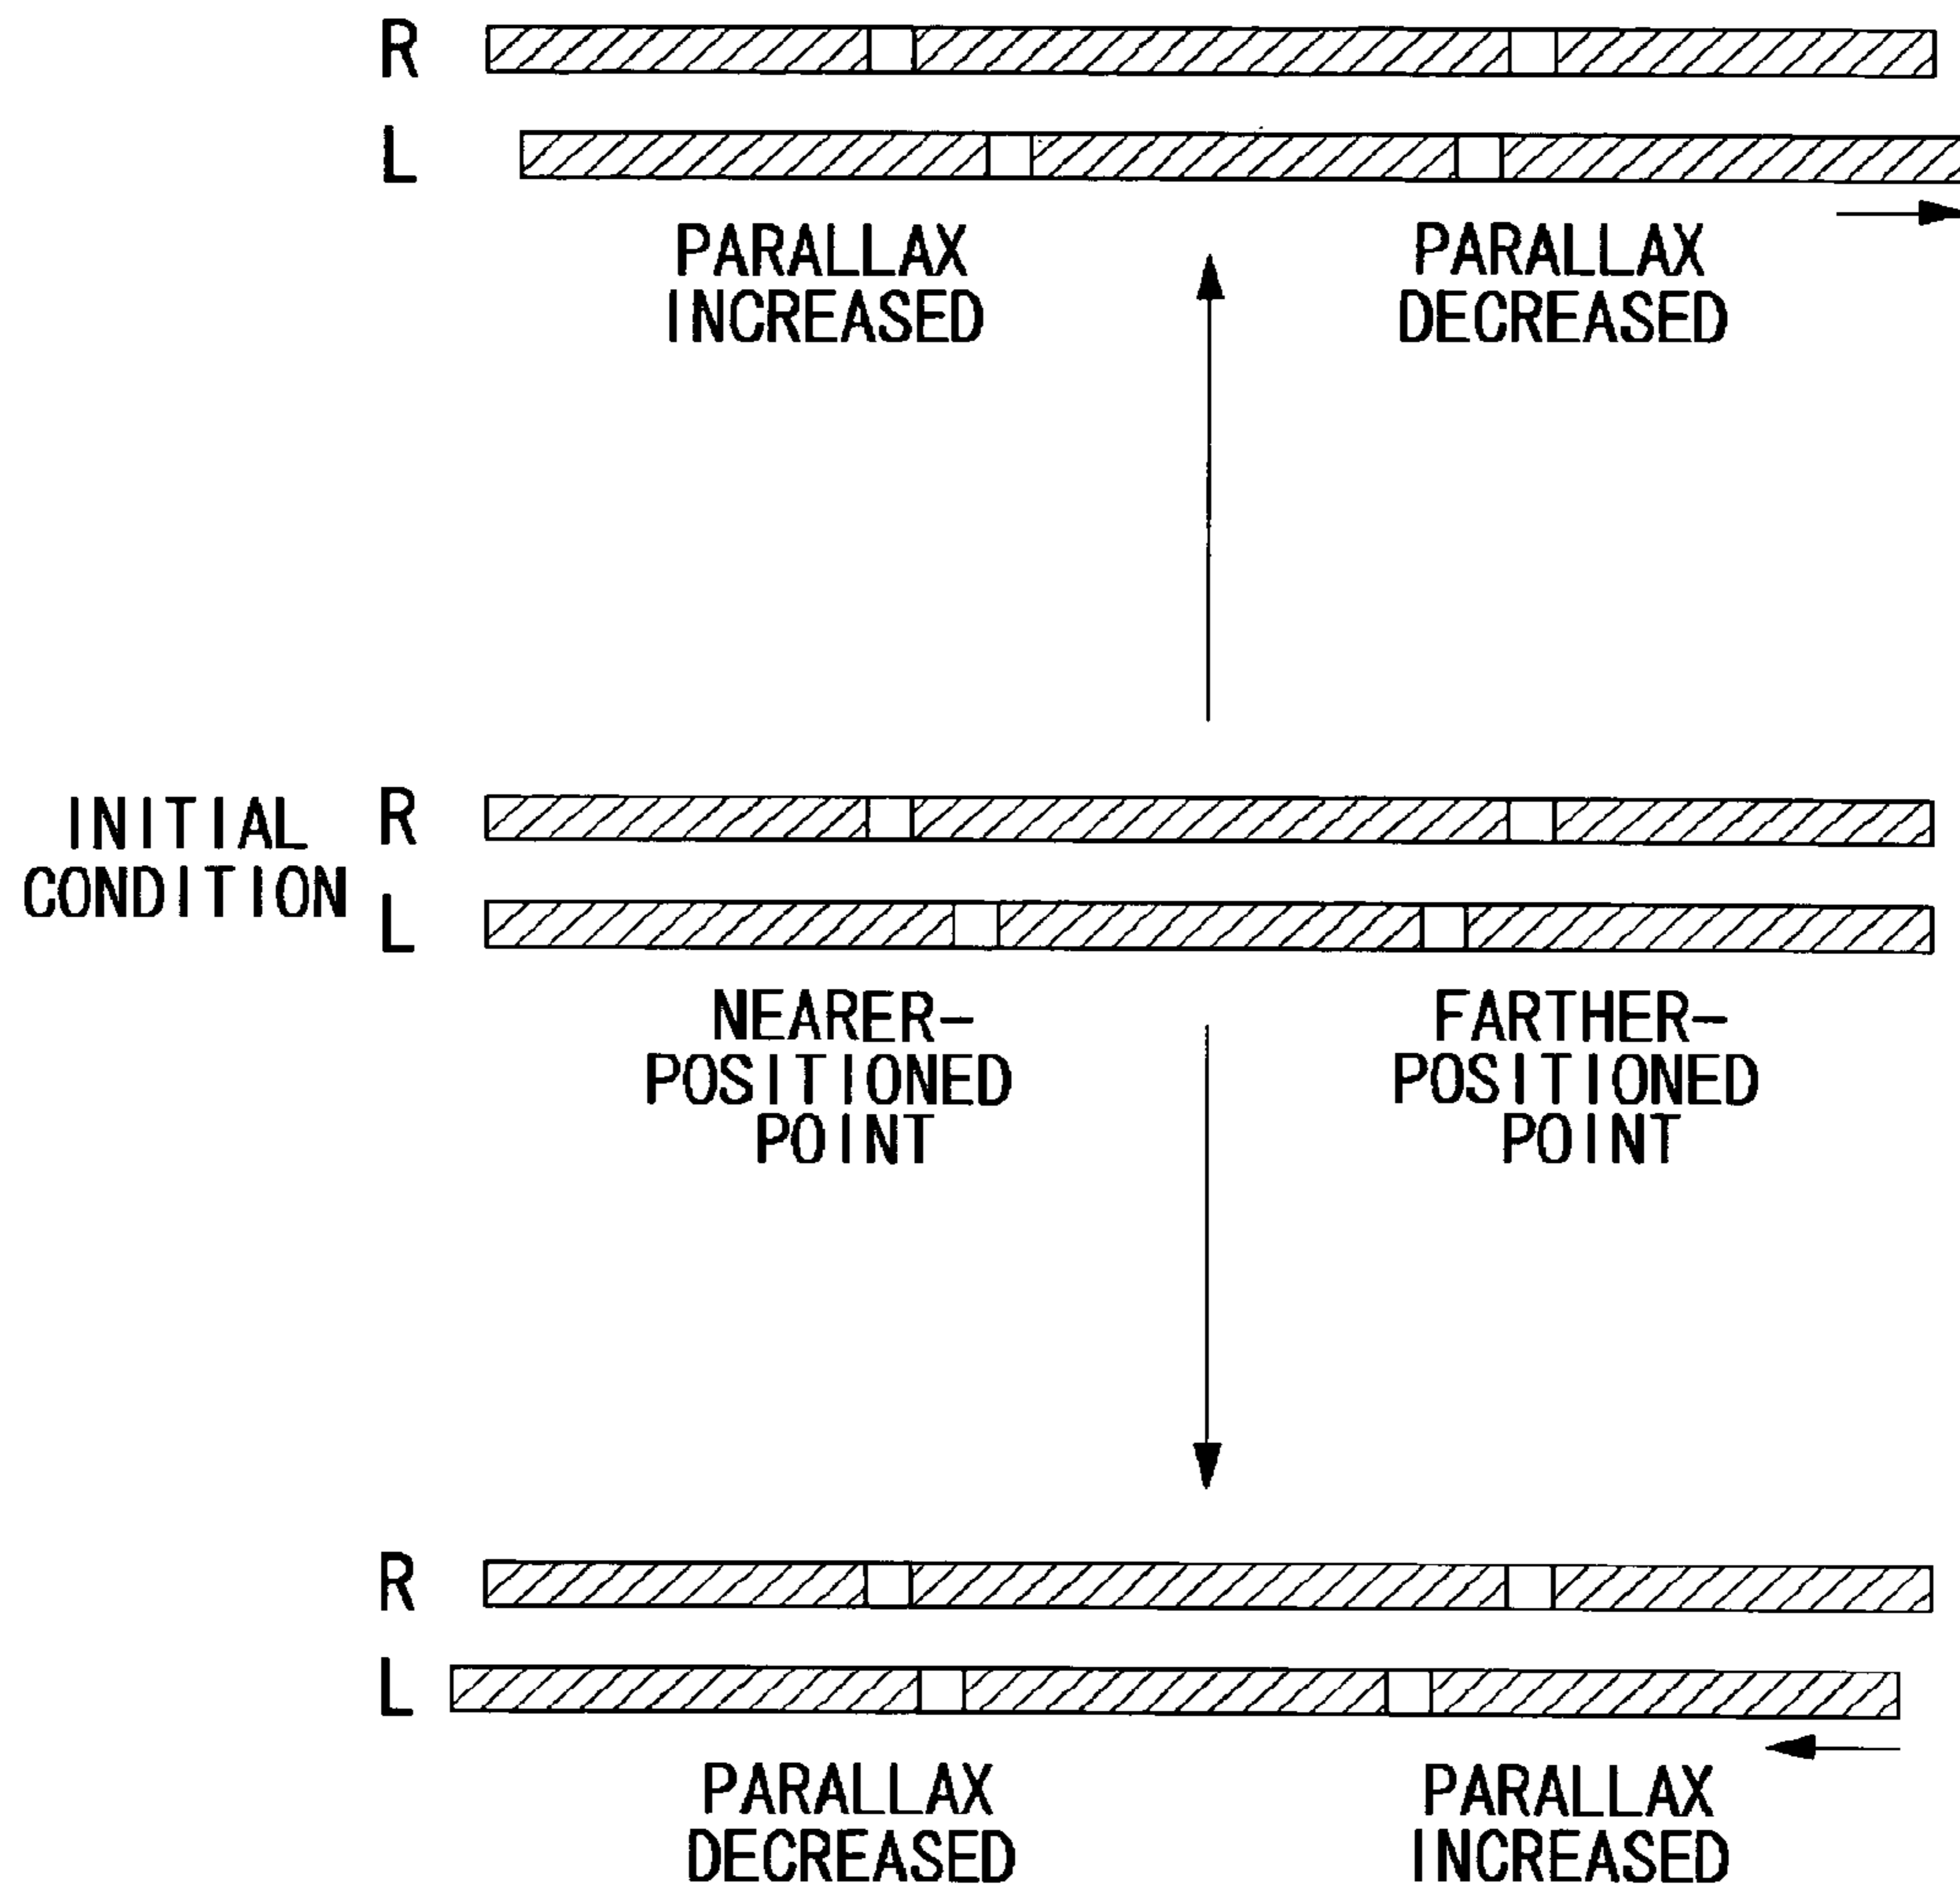 R
L
PARALLAX
INCREASED
PARALLAX
DECREASED
INITIAL
CONDITION
R
L
NEARER-
POSITIONED
POINT
FARTHER-
POSITIONED
POINT
R
L
PARALLAX
DECREASED
PARALLAX
INCREASED